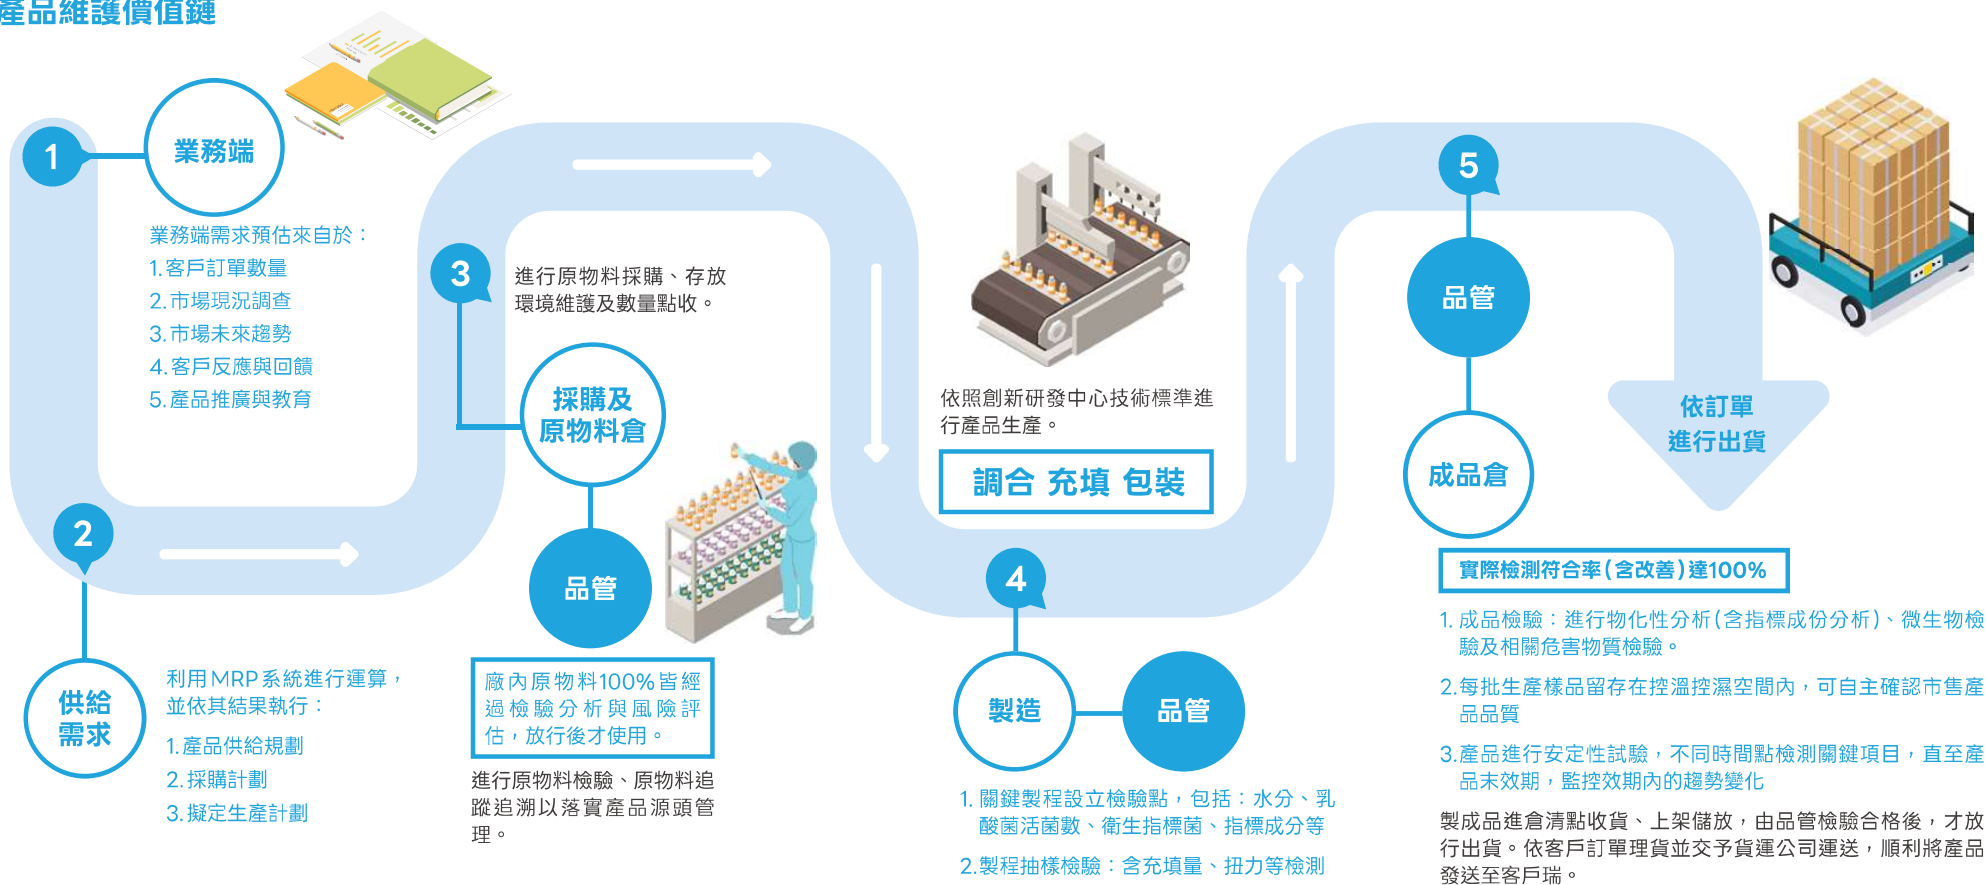 產品維護價值鏈
1
業務端
業務端需求預估來自於：
1.客戶訂單數量
2.市場現況調查
3.市場未來趨勢
4.客戶反應與回饋
5.產品推廣與教育
2
供給
需求
利用MRP系統進行運算，
並依其結果執行：
1.產品供給規劃
2.採購計劃
3.擬定生產計劃
3
進行原物料採購、存放
環境維護及數量點收。
採購及
原物料倉
品管
廠內原物料100%皆經
過檢驗分析與風險評
估，放行後才使用。
進行原物料檢驗、原物料追
蹤追溯以落實產品源頭管
理。
依照創新研發中心技術標準進
行產品生產。
調合 充填 包裝
4
製造
品管
1. 關鍵製程設立檢驗點，包括：水分、乳
酸菌活菌數、衛生指標菌、指標成分等
2.製程抽樣檢驗：含充填量、扭力等檢測
5
品管
成品倉
依訂單
進行出貨
實際檢測符合率(含改善)達100%
1. 成品檢驗：進行物化性分析(含指標成份分析)、微生物檢
驗及相關危害物質檢驗。
2.每批生產樣品留存在控溫控濕空間內，可自主確認市售產
品品質
3.產品進行安定性試驗，不同時間點檢測關鍵項目，直至產
品末效期，監控效期內的趨勢變化
製成品進倉清點收貨、上架儲放，由品管檢驗合格後，才放
行出貨。依客戶訂單理貨並交予貨運公司運送，順利將產品
發送至客戶瑞。